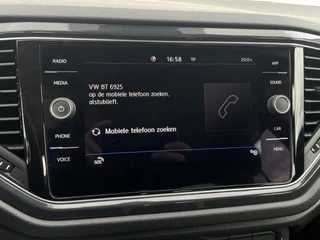 RADIO
16:58
TP
20.0
APP
MEDIA
VW BT 6925
op de mobiele telefoon zoeken,
alstublieft.
SOUND
Mobiele telefoon zoeken
PHONE
CAR
VOICE
SOS
MENU